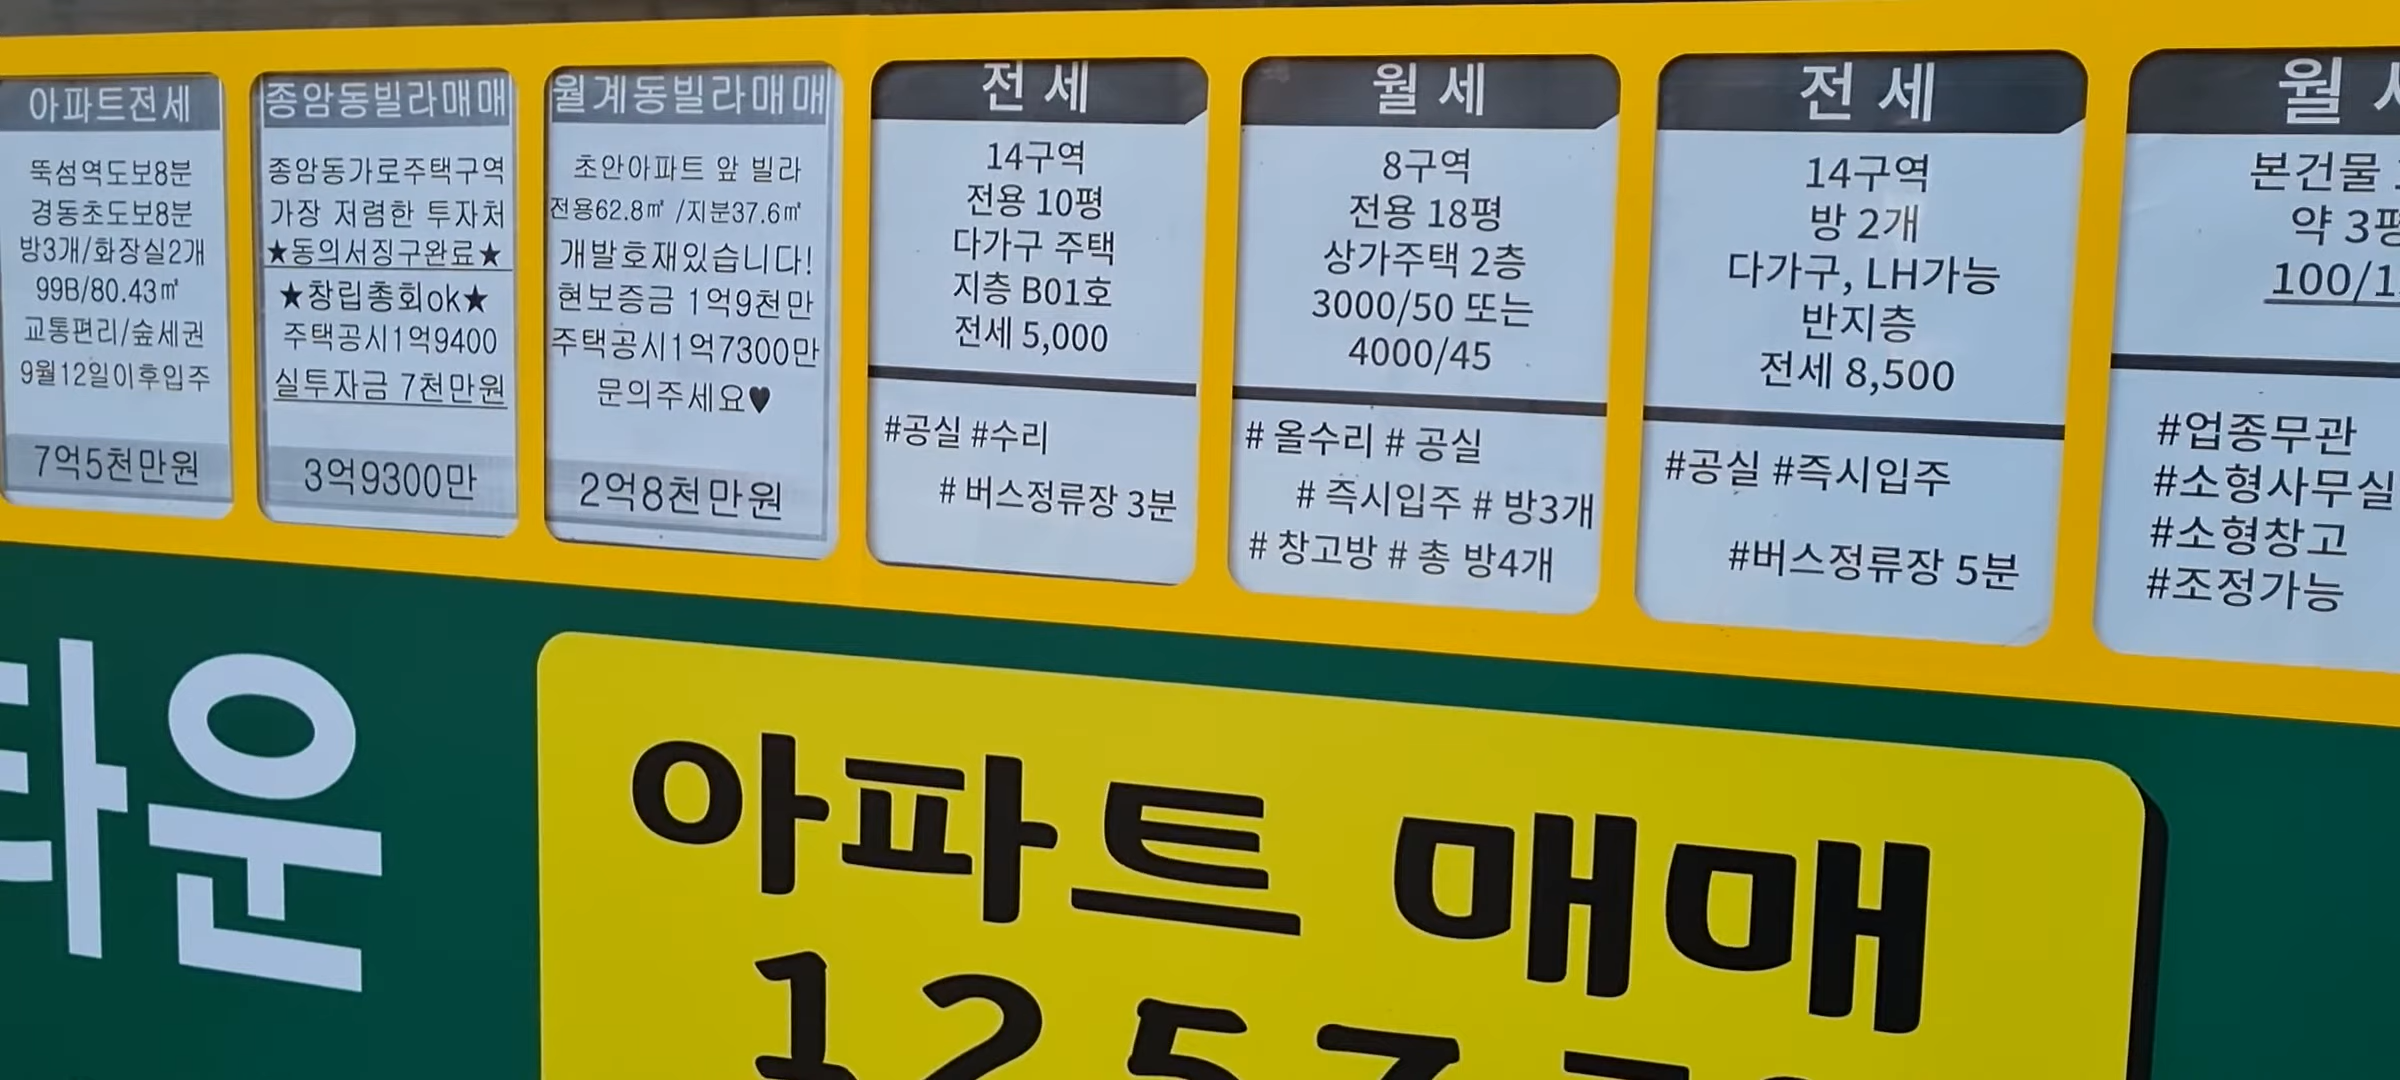 아파트전세
뚝섬역도보8분
경동초도보8분
방3개/화장실2개
99B/80.43㎡
교통편리/숲세권
9월12일이후입주
7억5천만원
종암동빌라매매
종암동가로주택구역
가장 저렴한 투자처
★동의서징구완료★
★창립총회ok★
주택공시1억9400
실투자금 7천만원
3억9300만
월계동빌라매매
초안아파트 앞 빌라
전용62.8㎡ /지분37.6㎡
개발호재있습니다!
현보증금 1억9천만
주택공시1억7300만
문의주세요♥
2억8천만원
전 세
14구역
전용 10평
다가구 주택
지층 B01호
전세 5,000
#공실 #수리
# 버스정류장 3분
월 세
8구역
전용 18평
상가주택 2층
3000/50 또는
4000/45
# 올수리 # 공실
# 즉시입주 # 방3개
# 창고방 # 총 방4개
전 세
14구역
방 2개
다가구, LH가능
반지층
전세 8,500
#공실 #즉시입주
#버스정류장 5분
월
본건물
약 3평
100/1
#업종무관
#소형사무실
#소형창고
#조정가능
타운
아파트 매매
125